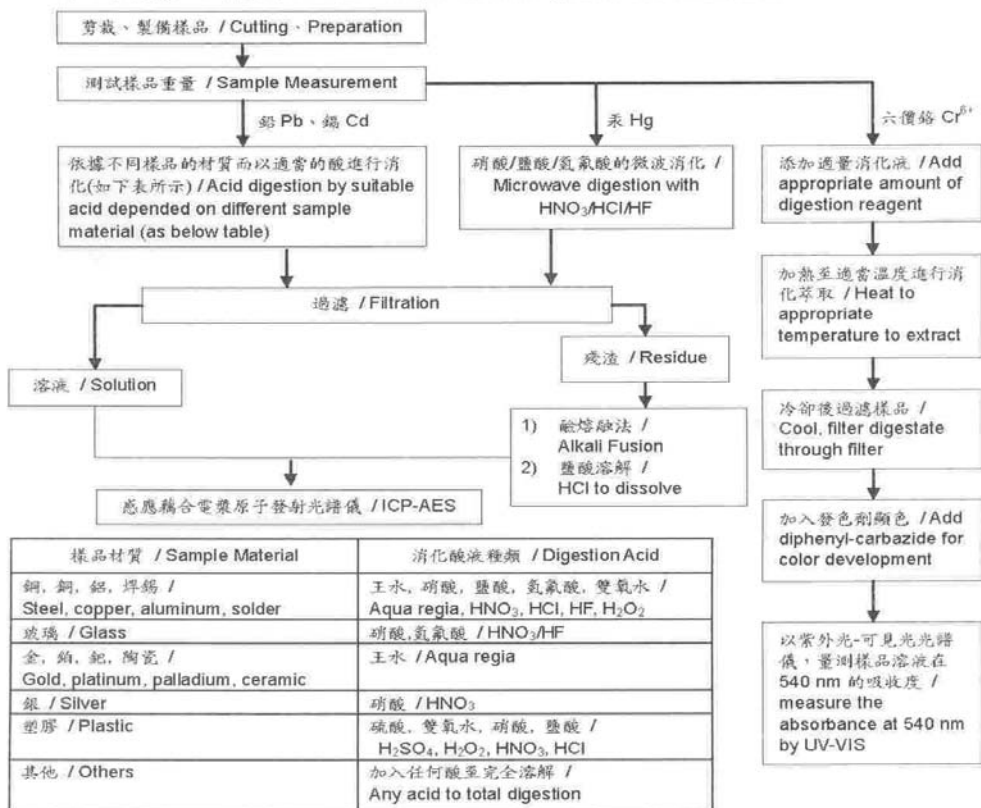 剪裁、製備樣品 / Cutting、Preparation
測試樣品重量 / Sample Measurement
鉛 Pb、鎘 Cd
汞 Hg
六價鉻 Cr6+
依據不同樣品的材質而以適當的酸進行消
化(如下表所示) / Acid digestion by suitable
acid depended on different sample
material (as below table)
硝酸/鹽酸/氫氟酸的微波消化 /
Microwave digestion with
HNO3/HCl/HF
添加適量消化液 / Add
appropriate amount of
digestion reagent
過濾 / Filtration
加熱至適當溫度進行消
化萃取 / Heat to
appropriate
temperature to extract
溶液 / Solution
殘渣 / Residue
1) 鹼熔融法 /
Alkali Fusion
2) 鹽酸溶解 /
HCl to dissolve
冷卻後過濾樣品 /
Cool, filter digestate
through filter
感應耦合電漿原子發射光譜儀 / ICP-AES
加入發色劑顯色 / Add
diphenyl-carbazide for
color development
以紫外光-可見光光譜
儀，量測樣品溶液在
540 nm 的吸收度 /
measure the
absorbance at 540 nm
by UV-VIS
樣品材質 / Sample Material
消化酸液種類 / Digestion Acid
鋼, 銅, 鋁, 焊錫 /
Steel, copper, aluminum, solder
王水, 硝酸, 鹽酸, 氫氟酸, 雙氧水 /
Aqua regia, HNO3, HCl, HF, H2O2
玻璃 / Glass
硝酸,氫氟酸 / HNO3/HF
金, 鉑, 鈀, 陶瓷 /
Gold, platinum, palladium, ceramic
王水 / Aqua regia
銀 / Silver
硝酸 / HNO3
塑膠 / Plastic
硫酸, 雙氧水, 硝酸, 鹽酸 /
H2SO4, H2O2, HNO3, HCl
其他 / Others
加入任何酸至完全溶解 /
Any acid to total digestion